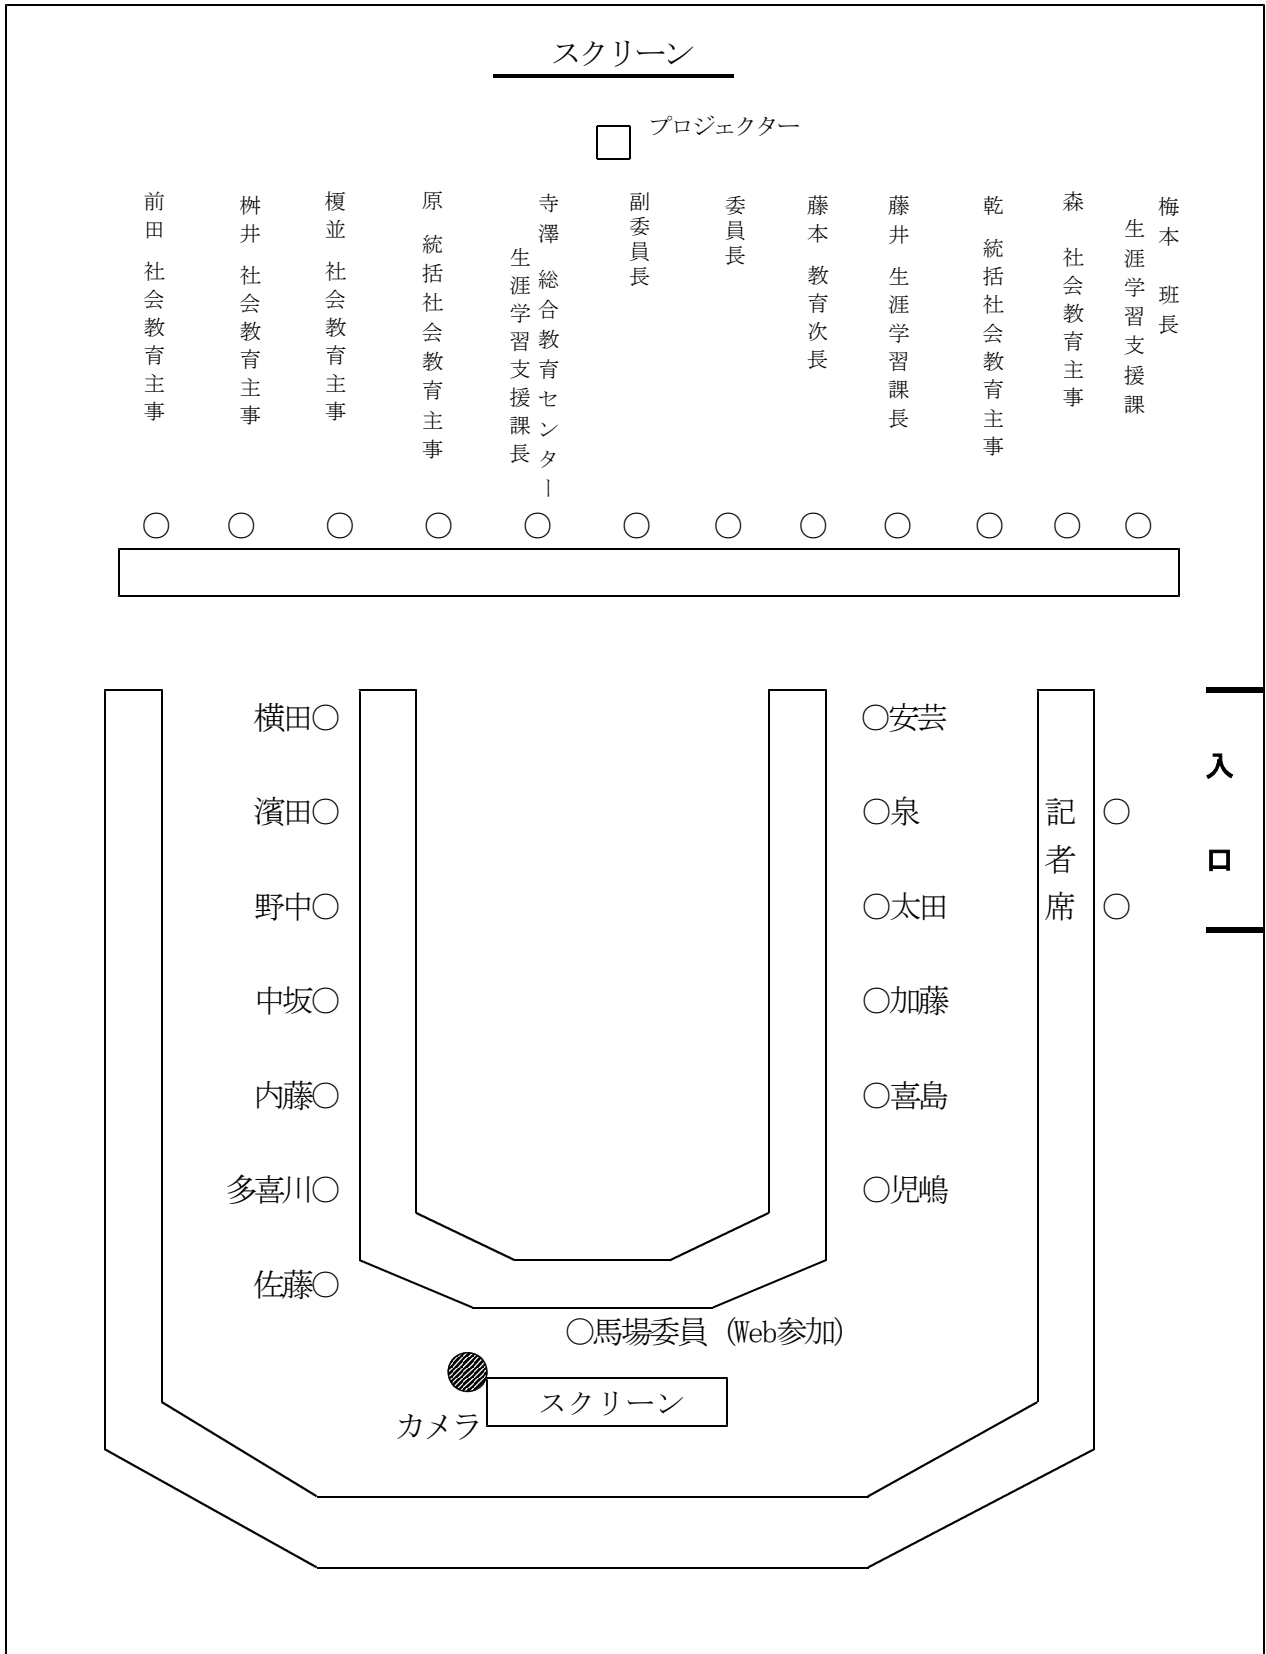 スクリーン
プロジェクター
前田 社会教育主事
桝井 社会教育主事
榎並 社会教育主事
原 統括社会教育主事
寺澤 総合教育センター
生涯学習支援課長
副委員長
委員長
藤本 教育次長
藤井 生涯学習課長
乾 統括社会教育主事
森 社会教育主事
梅本 班長
生涯学習支援課
○ ○ ○ ○ ○ ○ ○ ○ ○ ○ ○ ○
横田○
○安芸
濱田○
○泉
野中○
○太田
中坂○
○加藤
内藤○
○喜島
多喜川○
○児嶋
佐藤○
記者席
○
○
入口
○馬場委員（Web参加）
カメラ
スクリーン